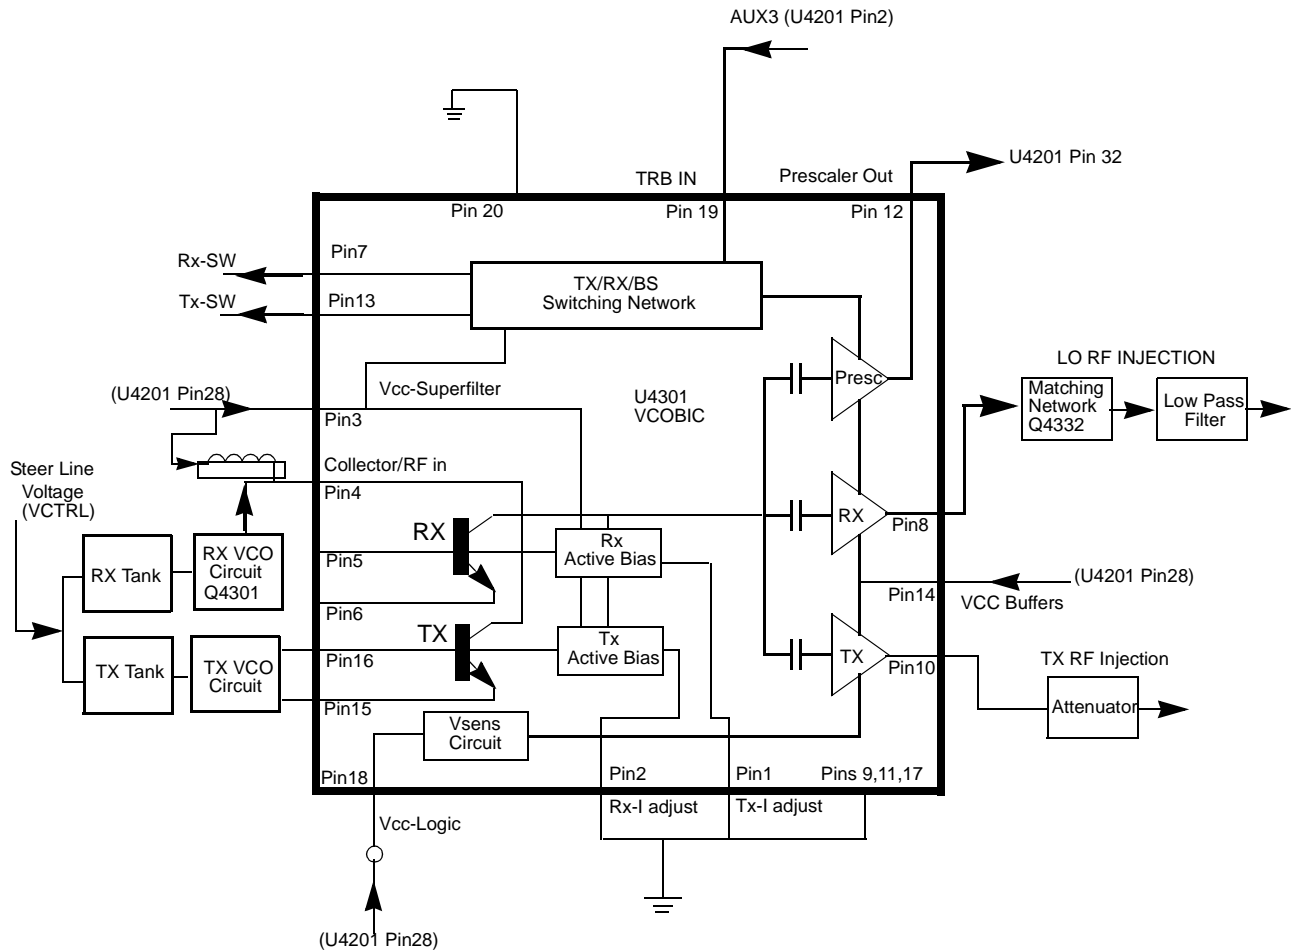 AUX3 (U4201 Pin2)
U4201 Pin 32
TRB IN
Prescaler Out
Pin 20
Pin 19
Pin 12
Rx-SW
Pin7
Tx-SW
Pin13
TX/RX/BS
Switching Network
(U4201 Pin28)
Vcc-Superfilter
Pin3
U4301
VCOBIC
Presc
LO RF INJECTION
Matching
Network
Q4332
Low Pass
Filter
Steer Line
Voltage
(VCTRL)
Collector/RF in
Pin4
RX
Pin5
Rx
Active Bias
RX
Pin8
RX Tank
RX VCO
Circuit
Q4301
Pin6
Pin14
(U4201 Pin28)
VCC Buffers
TX
Pin16
Tx
Active Bias
TX
Pin10
TX Tank
TX VCO
Circuit
Pin15
TX RF Injection
Attenuator
Vsens
Circuit
Pin18
Pin2
Pin1
Pins 9,11,17
Rx-I adjust
Tx-I adjust
Vcc-Logic
(U4201 Pin28)